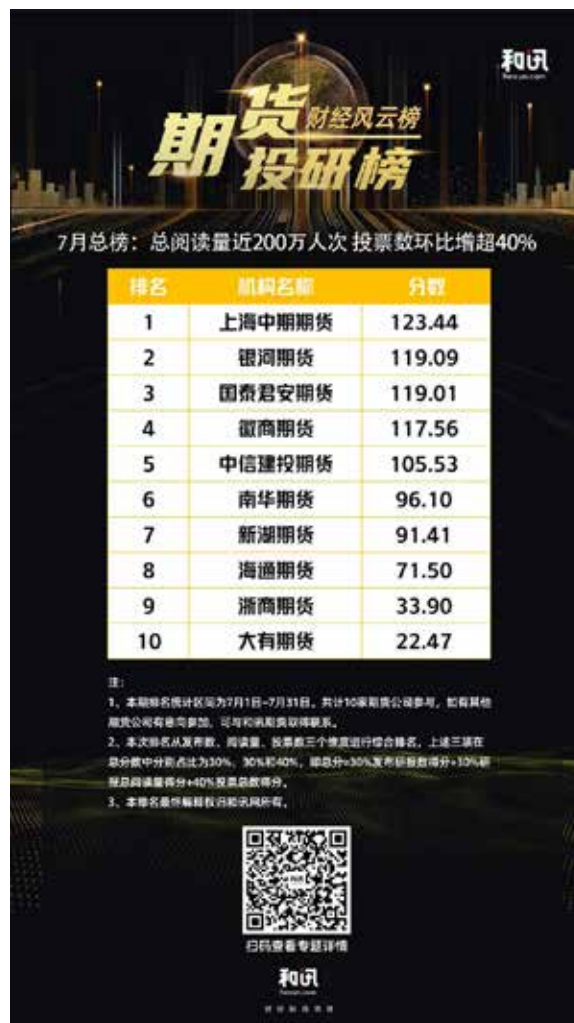 和讯
hexun.com
财经风云榜
期货
投研榜
7月总榜：总阅读量近200万人次 投票数环比增超40%
排名 机构名称 分数
1 上海中期期货 123.44
2 银河期货 119.09
3 国泰君安期货 119.01
4 徽商期货 117.56
5 中信建投期货 105.53
6 南华期货 96.10
7 新湖期货 91.41
8 海通期货 71.50
9 浙商期货 33.90
10 大有期货 22.47
注：
1、本期排名统计区间为7月1日-7月31日，共计10家期货公司参与，如有其他
期货公司有意向参加，可与和讯期货取得联系。
2、本次排名从发布数、阅读量、投票数三个维度进行综合排名，上述三项在
总分数中分别占比为30%、30%和40%，即总分=30%发布研报数得分+30%研
报总阅读量得分+40%投票总数得分。
3、本排名最终解释权归和讯网所有。
扫码查看专题详情
和讯